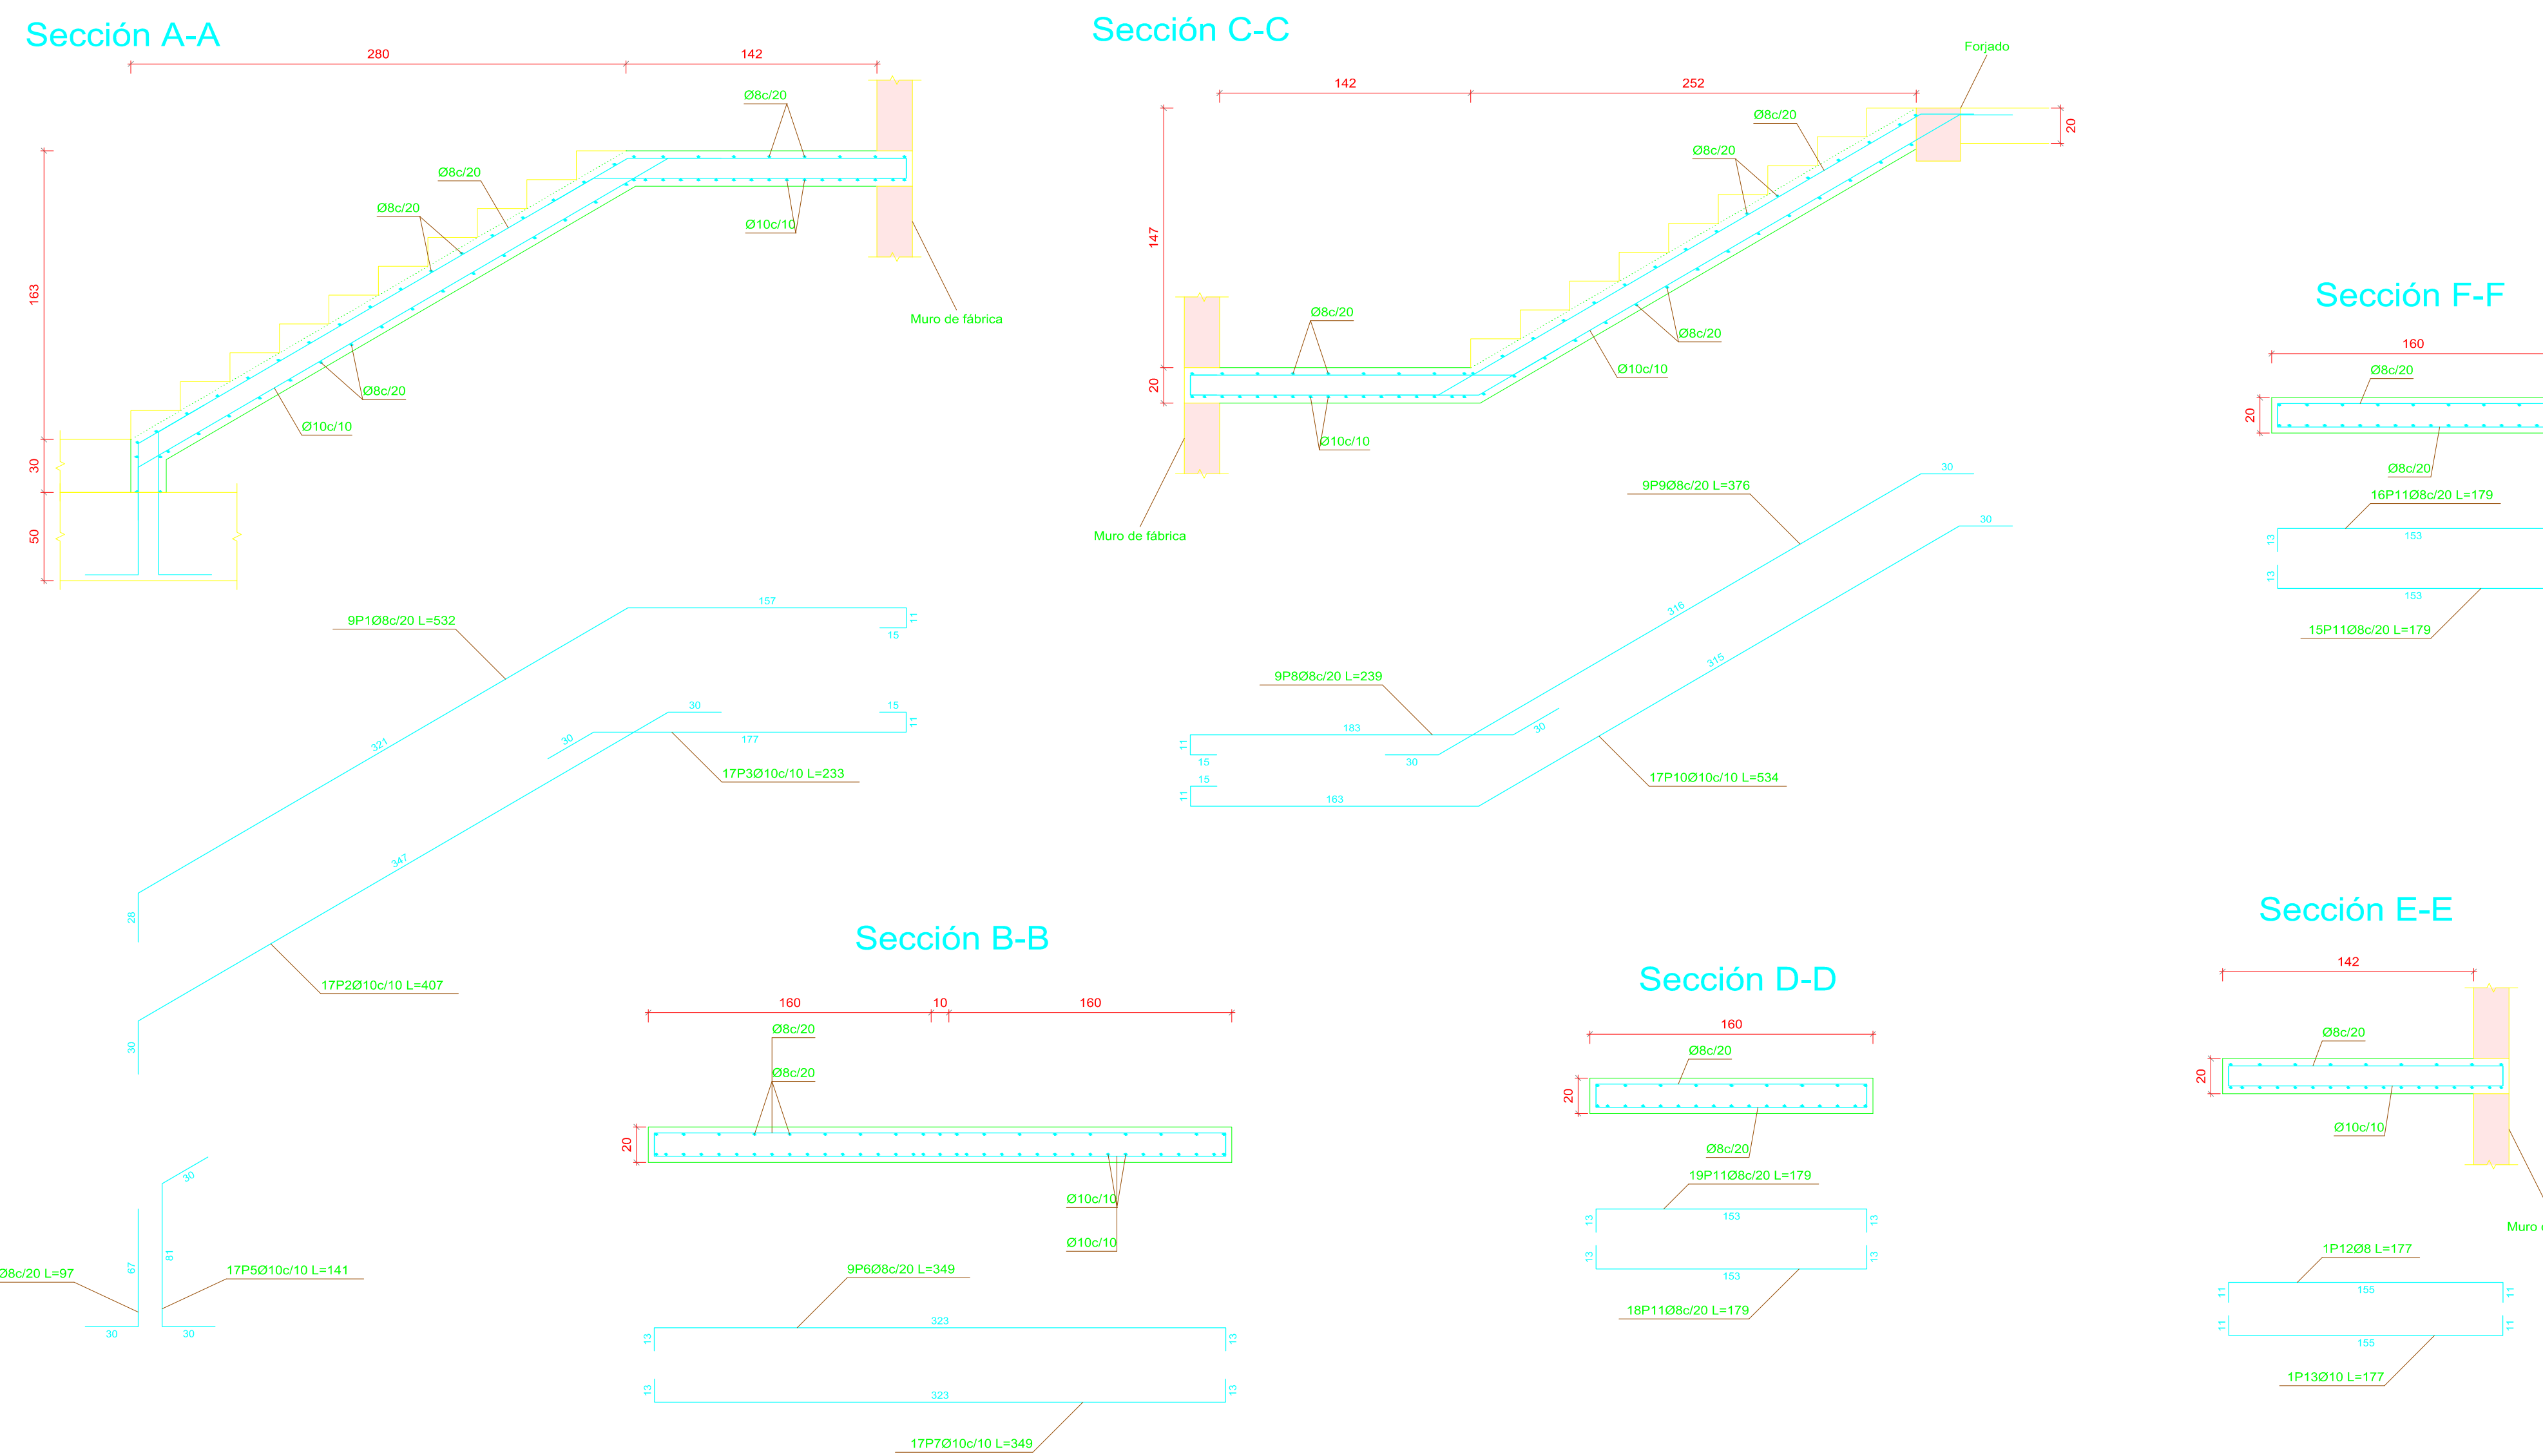 Sección A-A
280
142
Ø8c/20
Ø8c/20
Ø8c/20
Ø10c/10
163
30
50
Ø8c/20
Ø10c/10
Muro de fábrica
9P1Ø8c/20 L=532
157
11
15
321
28
30
15
11
30
177
17P3Ø10c/10 L=233
347
30
17P2Ø10c/10 L=407
30
67
81
Ø8c/20 L=97
17P5Ø10c/10 L=141
30
30
Sección C-C
Forjado
142
252
20
Ø8c/20
Ø8c/20
147
20
Ø8c/20
Ø8c/20
Ø10c/10
Ø10c/10
Muro de fábrica
9P9Ø8c/20 L=376
30
30
316
315
9P8Ø8c/20 L=239
183
30
11
15
30
15
11
163
17P10Ø10c/10 L=534
Sección B-B
160
10
160
Ø8c/20
Ø8c/20
20
Ø10c/10
Ø10c/10
9P6Ø8c/20 L=349
323
13
13
13
13
323
17P7Ø10c/10 L=349
Sección D-D
160
Ø8c/20
20
Ø8c/20
19P11Ø8c/20 L=179
153
13
13
13
13
153
18P11Ø8c/20 L=179
Sección F-F
160
Ø8c/20
20
Ø8c/20
16P11Ø8c/20 L=179
153
13
13
153
15P11Ø8c/20 L=179
Sección E-E
142
Ø8c/20
20
Ø10c/10
Muro
1P12Ø8 L=177
155
11
11
11
11
155
1P13Ø10 L=177